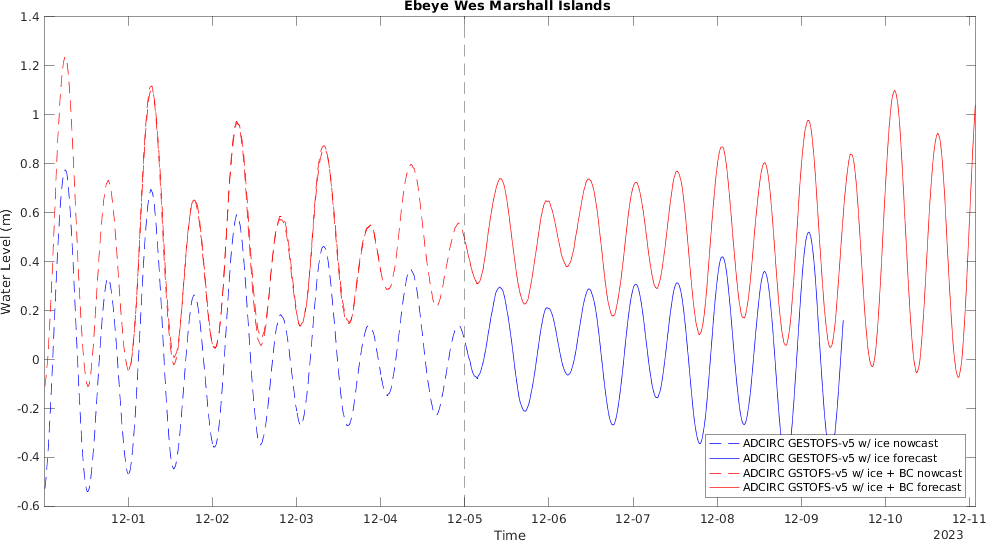 Ebeye Wes Marshall Islands
1.4
1.2
1
0.8
0.6
0.4
0.2
0
-0.2
-0.4
-0.6
Water Level (m)
ADCIRC GESTOFS-v5 w/ ice nowcast
ADCIRC GESTOFS-v5 w/ ice forecast
ADCIRC GSTOFS-v5 w/ ice + BC nowcast
ADCIRC GSTOFS-v5 w/ ice + BC forecast
12-01 12-02 12-03 12-04 12-05 12-06 12-07 12-08 12-09 12-10 12-11
Time
2023